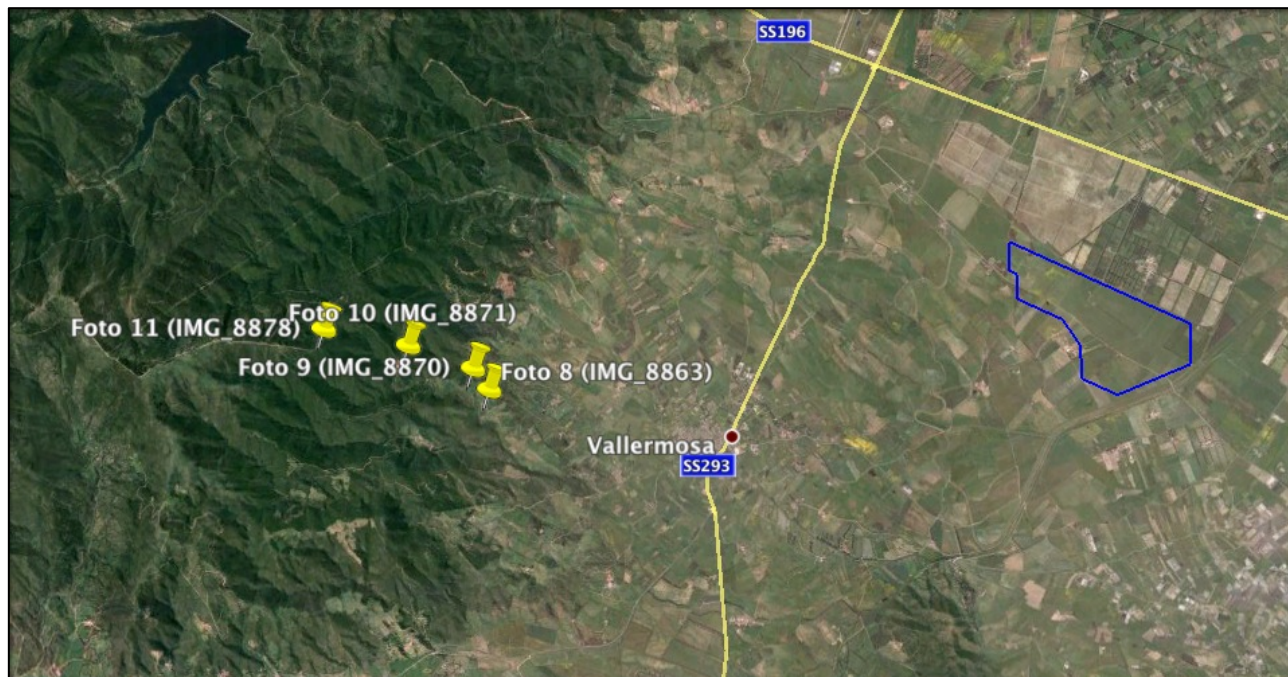 SS196
Foto 10 (IMG_8871)
Foto 11 (IMG_8878)
Foto 9 (IMG_8870)
Foto 8 (IMG_8863)
Vallermosa
SS293